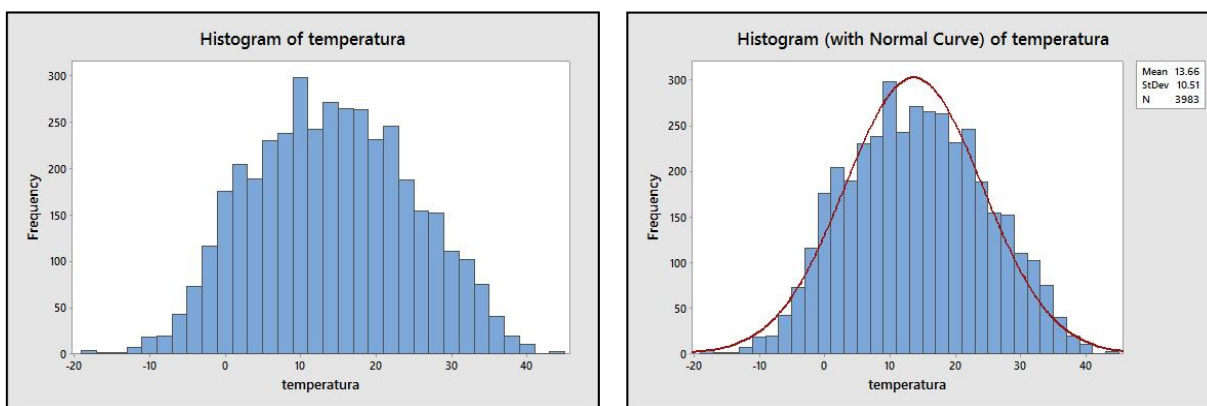 Histogram of temperatura
300
250
200
150
100
50
0
Frequency
-20 -10 0 10 20 30 40
temperatura
Histogram (with Normal Curve) of temperatura
300
250
200
150
100
50
0
Frequency
-20 -10 0 10 20 30 40
temperatura
Mean 13.66
StDev 10.51
N 3983